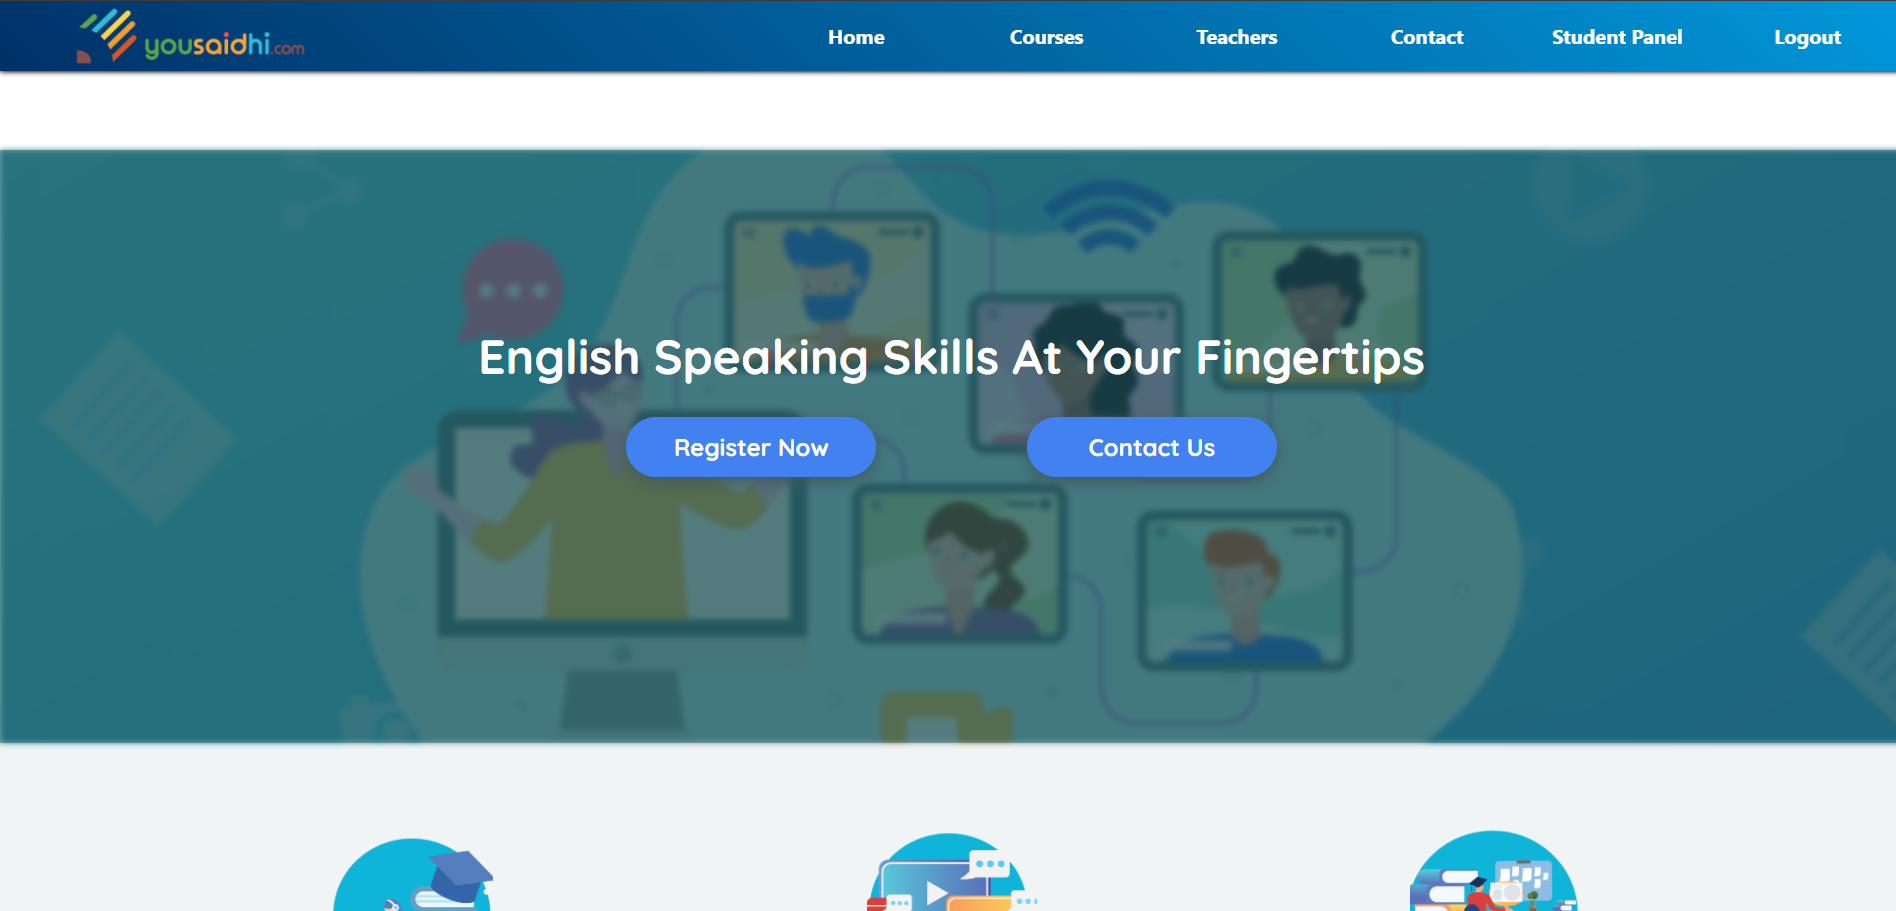 yousaidhi.com
Home Courses Teachers Contact Student Panel Logout
English Speaking Skills At Your Fingertips
Register Now Contact Us